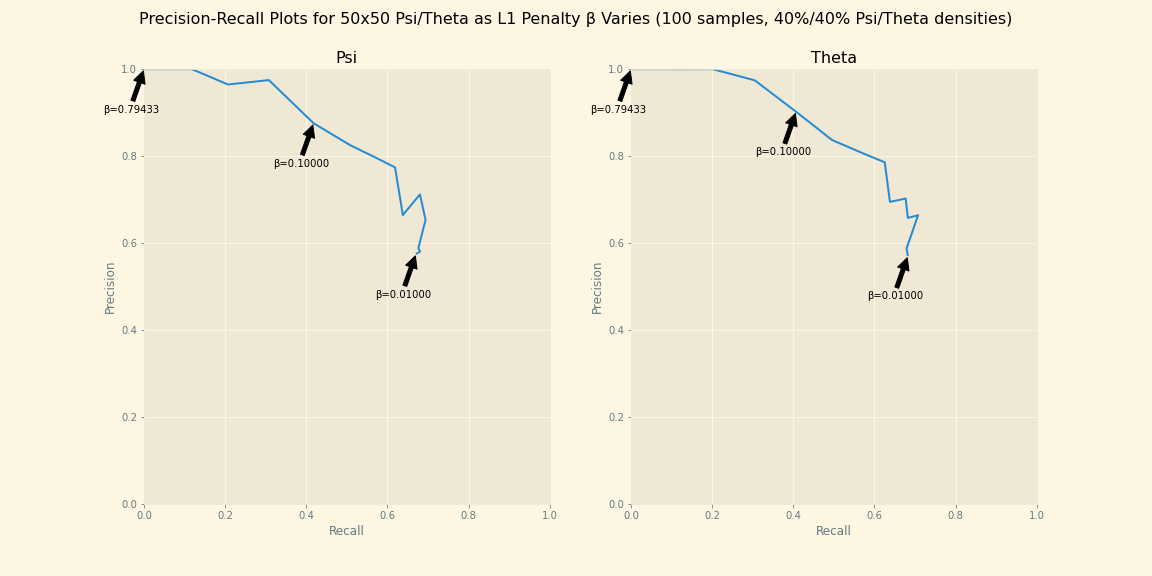 Precision-Recall Plots for 50x50 Psi/Theta as L1 Penalty β Varies (100 samples, 40%/40% Psi/Theta densities)
Psi
1.0
0.8
0.6
0.4
0.2
0.0
Precision
β=0.79433
β=0.10000
β=0.01000
0.0 0.2 0.4 0.6 0.8 1.0
Recall
Theta
1.0
0.8
0.6
0.4
0.2
0.0
Precision
β=0.79433
β=0.10000
β=0.01000
0.0 0.2 0.4 0.6 0.8 1.0
Recall